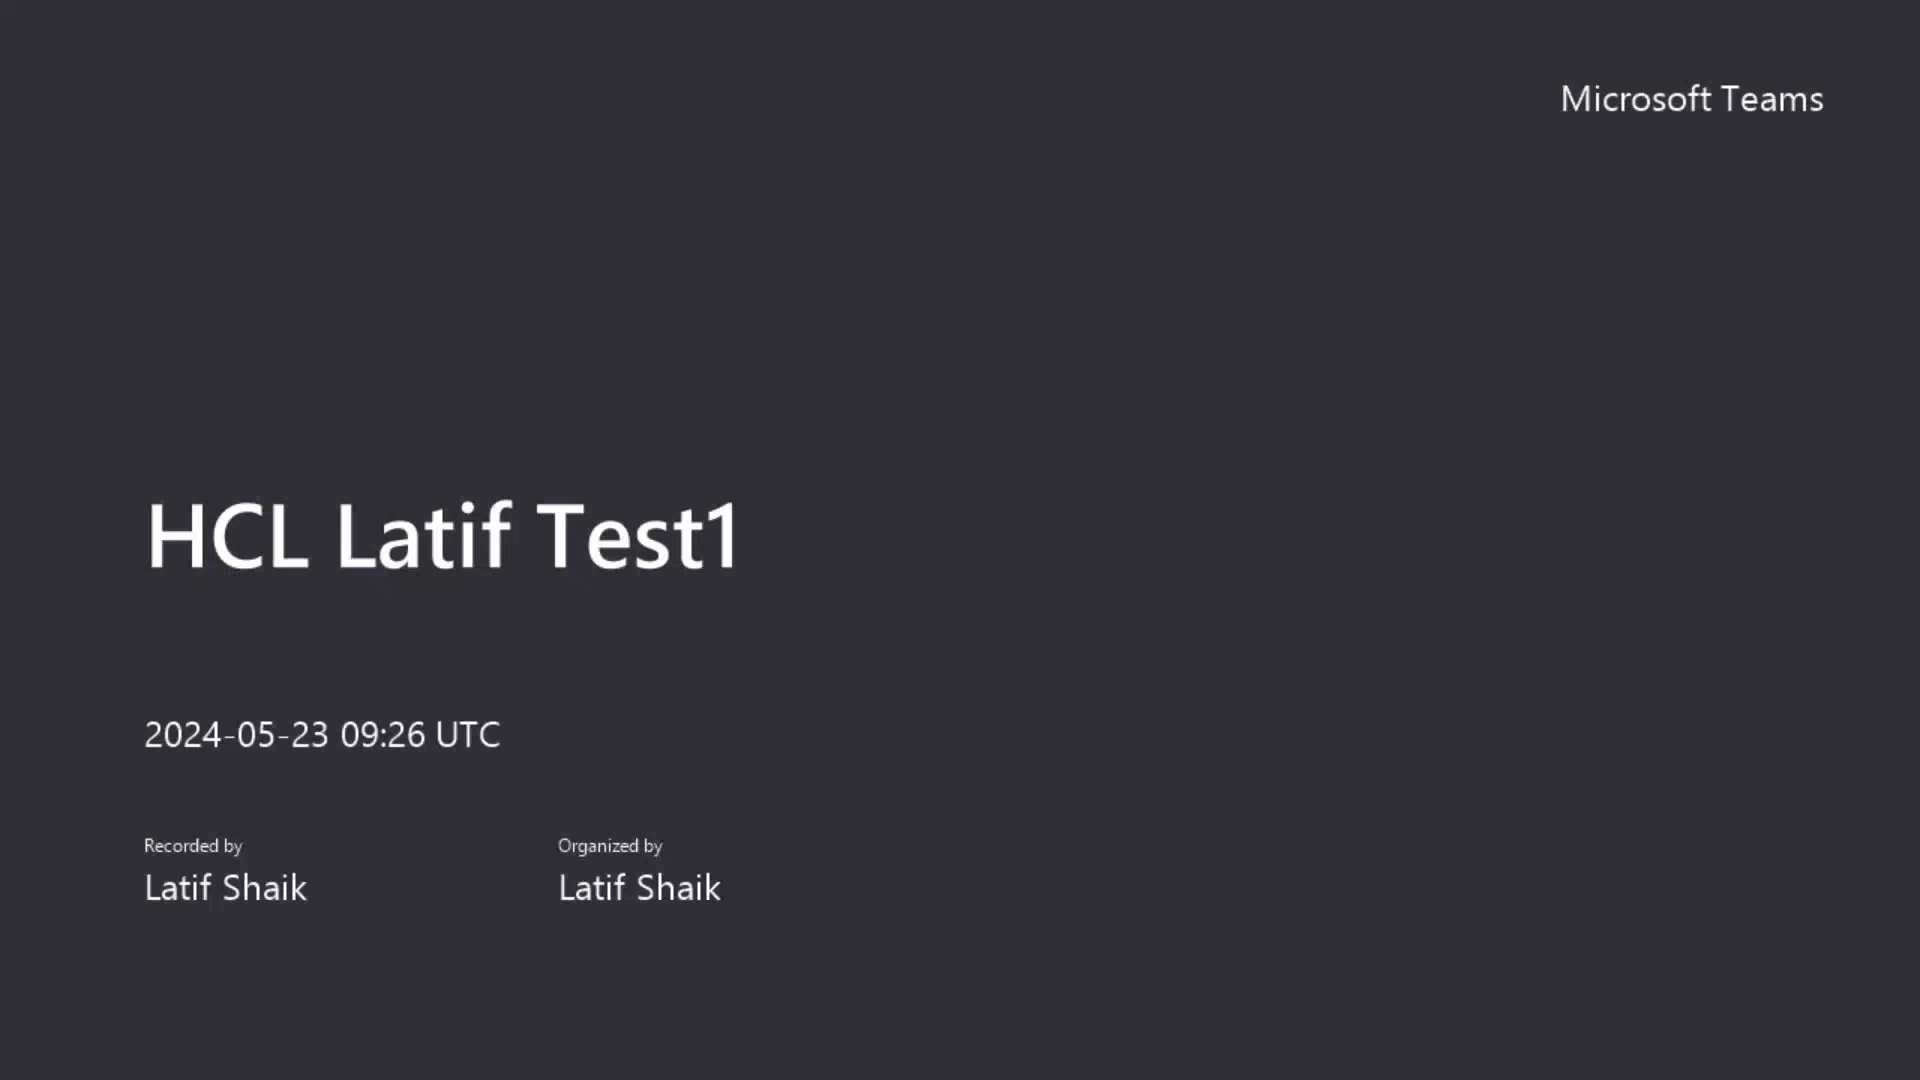 Microsoft Teams
HCL Latif Test1
2024-05-23 09:26 UTC
Recorded by
Latif Shaik
Organized by
Latif Shaik